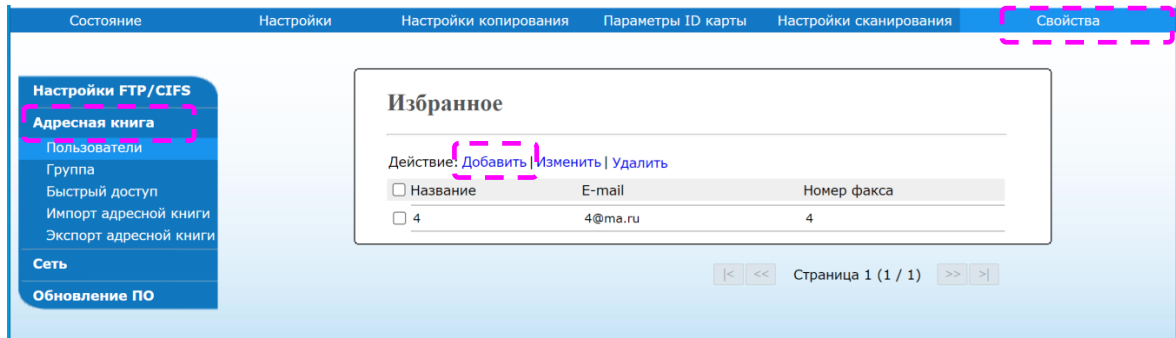 Состояние Настройки Настройки копирования Параметры ID карты Настройки сканирования Свойства
Настройки FTP/CIFS
Адресная книга
Пользователи
Группа
Быстрый доступ
Импорт адресной книги
Экспорт адресной книги
Сеть
Обновление ПО
Избранное
Действие: Добавить | Изменить | Удалить
Название E-mail Номер факса
4 4@ma.ru 4
|< << Страница 1 (1 / 1) >> >|